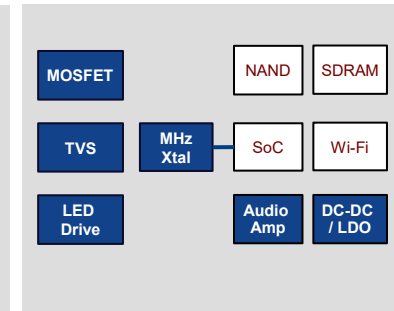 MOSFET
NAND
SDRAM
TVS
MHz
Xtal
SoC
Wi-Fi
LED
Drive
Audio
Amp
DC-DC
/ LDO